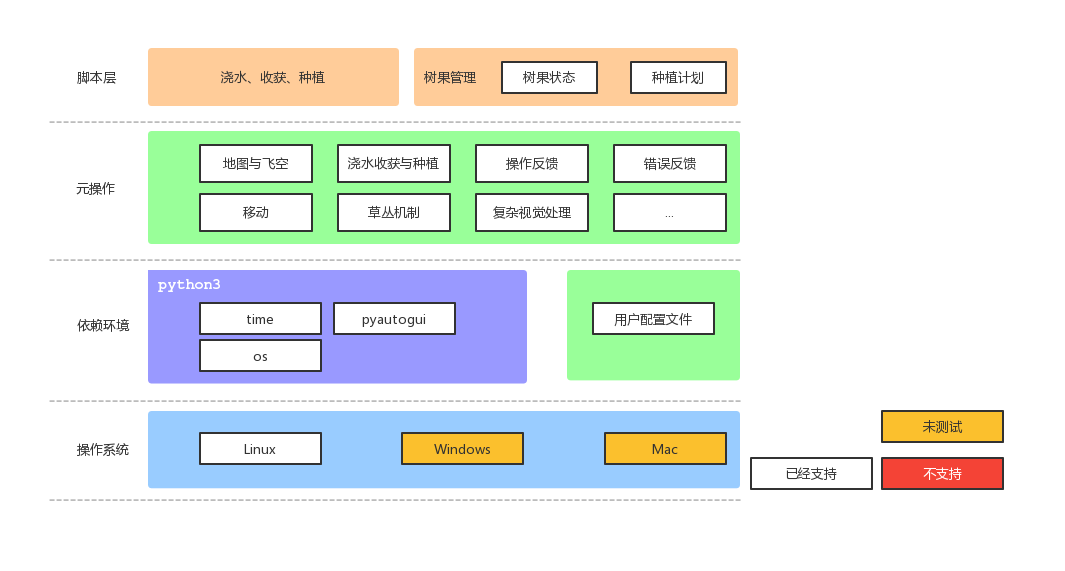 脚本层
浇水、收获、种植
树果管理
树果状态
种植计划
元操作
地图与飞空
浇水收获与种植
操作反馈
错误反馈
移动
草丛机制
复杂视觉处理
...
依赖环境
python3
time
pyautogui
os
用户配置文件
操作系统
Linux
Windows
Mac
未测试
已经支持
不支持